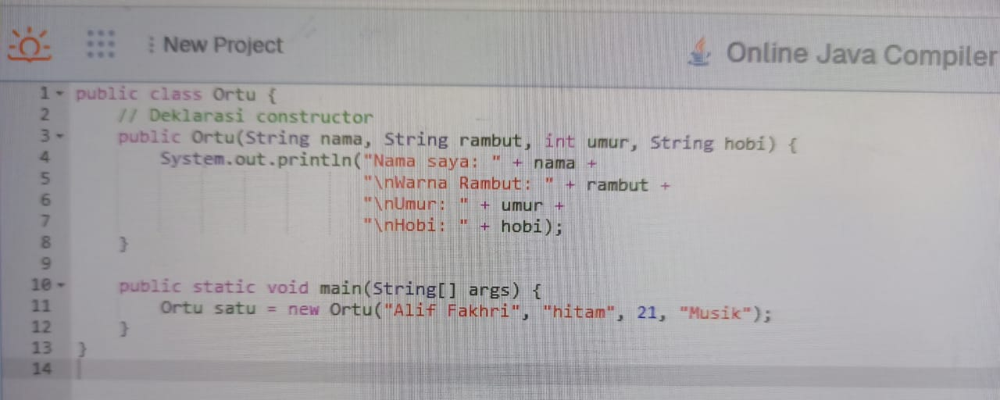 New Project
Online Java Compiler
1 public class Ortu {
2     // Deklarasi constructor
3     public Ortu(String nama, String rambut, int umur, String hobi) {
4         System.out.println("Nama saya: " + nama +
5                            "\nWarna Rambut: " + rambut +
6                            "\nUmur: " + umur +
7                            "\nHobi: " + hobi);
8     }
9
10     public static void main(String[] args) {
11         Ortu satu = new Ortu("Alif Fakhri", "hitam", 21, "Musik");
12     }
13 }
14